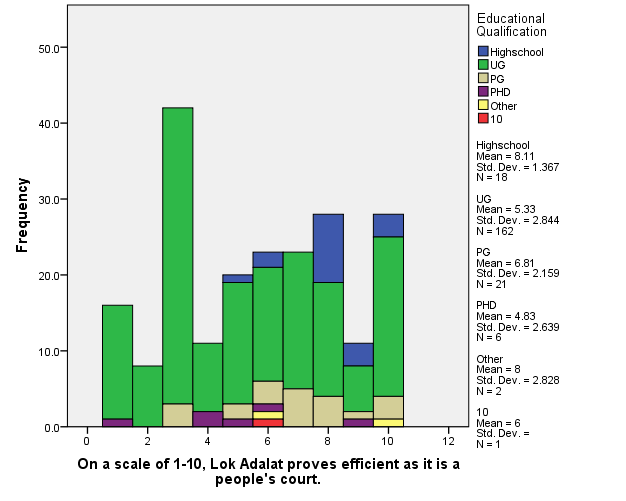 Educational
Qualification
Highschool
UG
PG
PHD
Other
10
Highschool
Mean = 8.11
Std. Dev. = 1.367
N = 18
UG
Mean = 5.33
Std. Dev. = 2.844
N = 162
PG
Mean = 6.81
Std. Dev. = 2.159
N = 21
PHD
Mean = 4.83
Std. Dev. = 2.639
N = 6
Other
Mean = 8
Std. Dev. = 2.828
N = 2
10
Mean = 6
Std. Dev. =
N = 1
Frequency
50.0
40.0
30.0
20.0
10.0
0.0
0 2 4 6 8 10 12
On a scale of 1-10, Lok Adalat proves efficient as it is a
people's court.